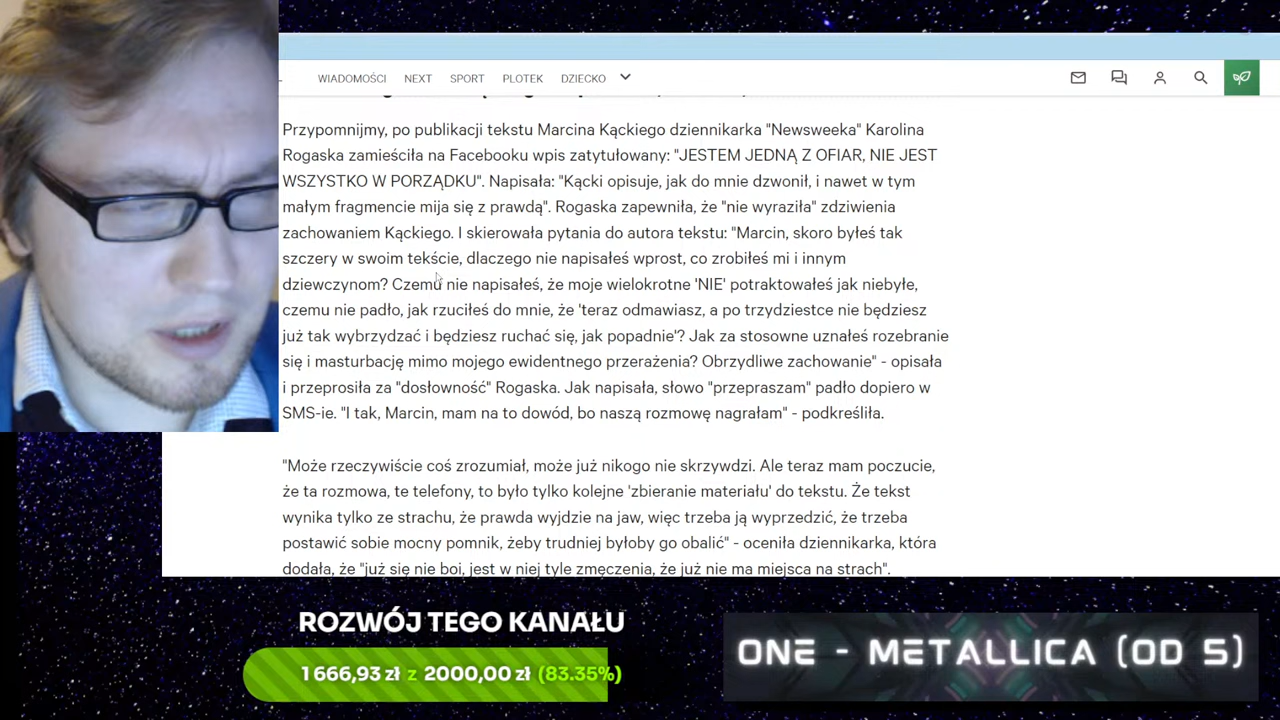 WIADOMOŚCI NEXT SPORT PLOTEK DZIECKO
Przypomnijmy, po publikacji tekstu Marcina Kąckiego dziennikarka "Newsweeka" Karolina
Rogaska zamieściła na Facebooku wpis zatytułowany: "JESTEM JEDNĄ Z OFIAR, NIE JEST
WSZYSTKO W PORZĄDKU". Napisała: "Kącki opisuje, jak do mnie dzwonił, i nawet w tym
małym fragmencie mija się z prawdą". Rogaska zapewniła, że "nie wyraziła" zdziwienia
zachowaniem Kąckiego. I skierowała pytania do autora tekstu: "Marcin, skoro byłeś tak
szczery w swoim tekście, dlaczego nie napisałeś wprost, co zrobiłeś mi i innym
dziewczynom? Czemu nie napisałeś, że moje wielokrotne 'NIE' potraktowałeś jak niebyłe,
czemu nie padło, jak rzuciłeś do mnie, że 'teraz odmawiasz, a po trzydziestce nie będziesz
już tak wybrzydzać i będziesz ruchać się, jak popadnie'? Jak za stosowne uznałeś rozebranie
się i masturbację mimo mojego ewidentnego przerażenia? Obrzydliwe zachowanie" - opisała
i przeprosiła za "dosłowność" Rogaska. Jak napisała, słowo "przepraszam" padło dopiero w
SMS-ie. "I tak, Marcin, mam na to dowód, bo naszą rozmowę nagrałam" - podkreśliła.
"Może rzeczywiście coś zrozumiał, może już nikogo nie skrzywdzi. Ale teraz mam poczucie,
że ta rozmowa, te telefony, to było tylko kolejne 'zbieranie materiału' do tekstu. Że tekst
wynika tylko ze strachu, że prawda wyjdzie na jaw, więc trzeba ją wyprzedzić, że trzeba
postawić sobie mocny pomnik, żeby trudniej byłoby go obalić" - oceniła dziennikarka, która
dodała, że "już się nie boi, jest w niej tyle zmęczenia, że już nie ma miejsca na strach".
ROZWÓJ TEGO KANAŁU
1 666,93 zł z 2000,00 zł (83.35%)
ONE - METALLICA (OD S)